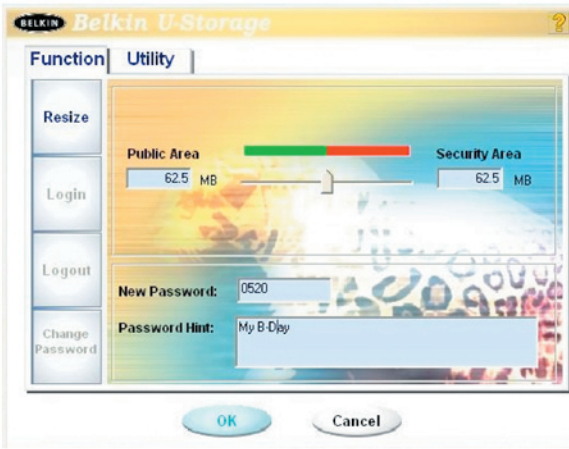 BELKIN Belkin U-Storage ?
Function Utility
Resize
Login
Logout
Change
Password
Public Area
62.5 MB
Security Area
62.5 MB
New Password: 0520
Password Hint: My B-Day
OK Cancel